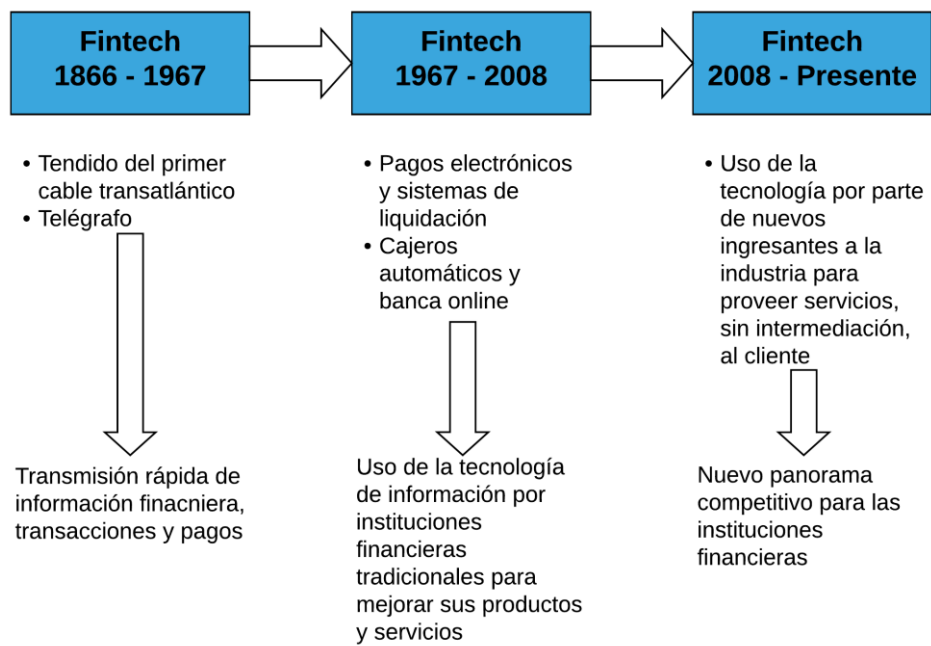 Fintech
1866 - 1967
Fintech
1967 - 2008
Fintech
2008 - Presente
• Tendido del primer
cable transatlántico
• Telégrafo
• Pagos electrónicos
y sistemas de
liquidación
• Cajeros
automáticos y
banca online
• Uso de la
tecnología por parte
de nuevos
ingresantes a la
industria para
proveer servicios,
sin intermediación,
al cliente
Transmisión rápida de
información finacniera,
transacciones y pagos
Uso de la tecnología
de información por
instituciones
financieras
tradicionales para
mejorar sus productos
y servicios
Nuevo panorama
competitivo para las
instituciones
financieras